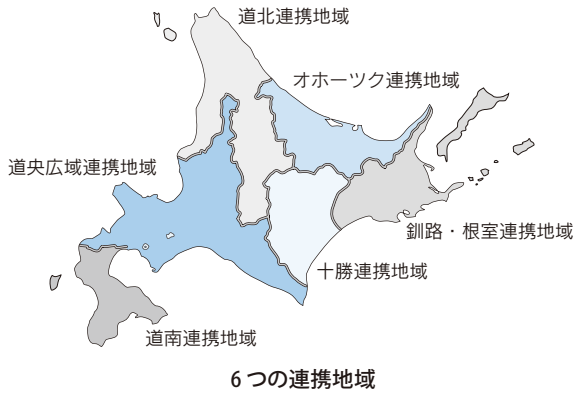 道北連携地域
オホーツク連携地域
道央広域連携地域
釧路・根室連携地域
十勝連携地域
道南連携地域
6つの連携地域